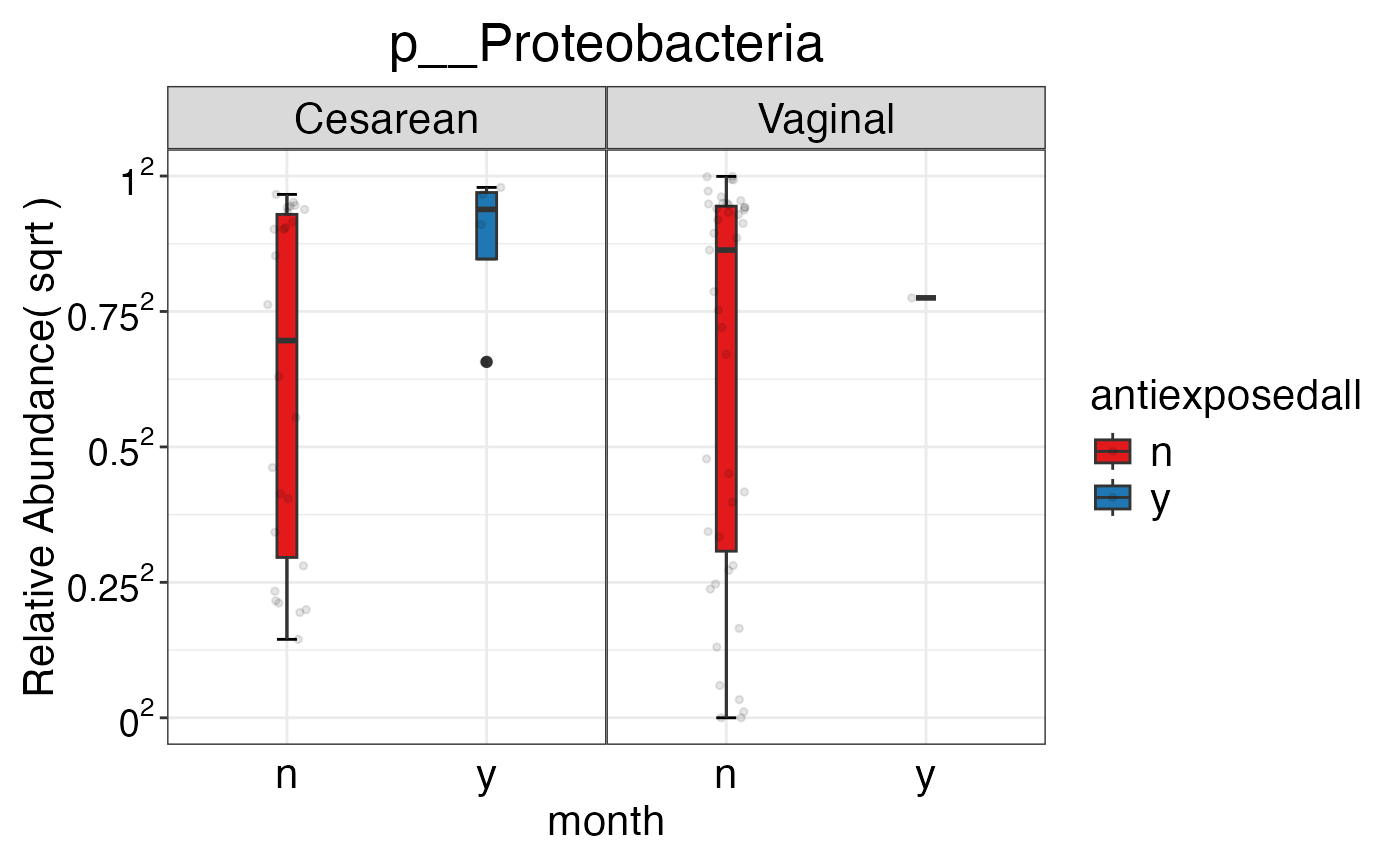 p__Proteobacteria
Cesarean
Vaginal
Relative Abundance( sqrt )
1²
0.75²
0.5²
0.25²
0²
n
y
n
y
month
antiexposedall
n
y